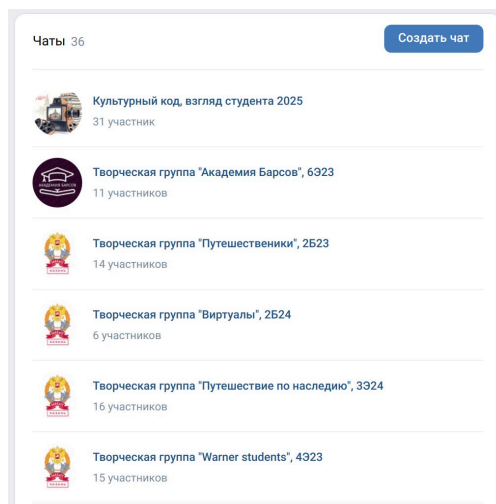 Чаты 36
Создать чат
Культурный код, взгляд студента 2025
31 участник
АКАДЕМИЯ БАРСОВ
Творческая группа "Академия Барсов", 6Э23
11 участников
Творческая группа "Путешественики", 2Б23
14 участников
Творческая группа "Виртуалы", 2Б24
6 участников
Творческая группа "Путешествие по наследию", 3Э24
16 участников
Творческая группа "Warner students", 4Э23
15 участников